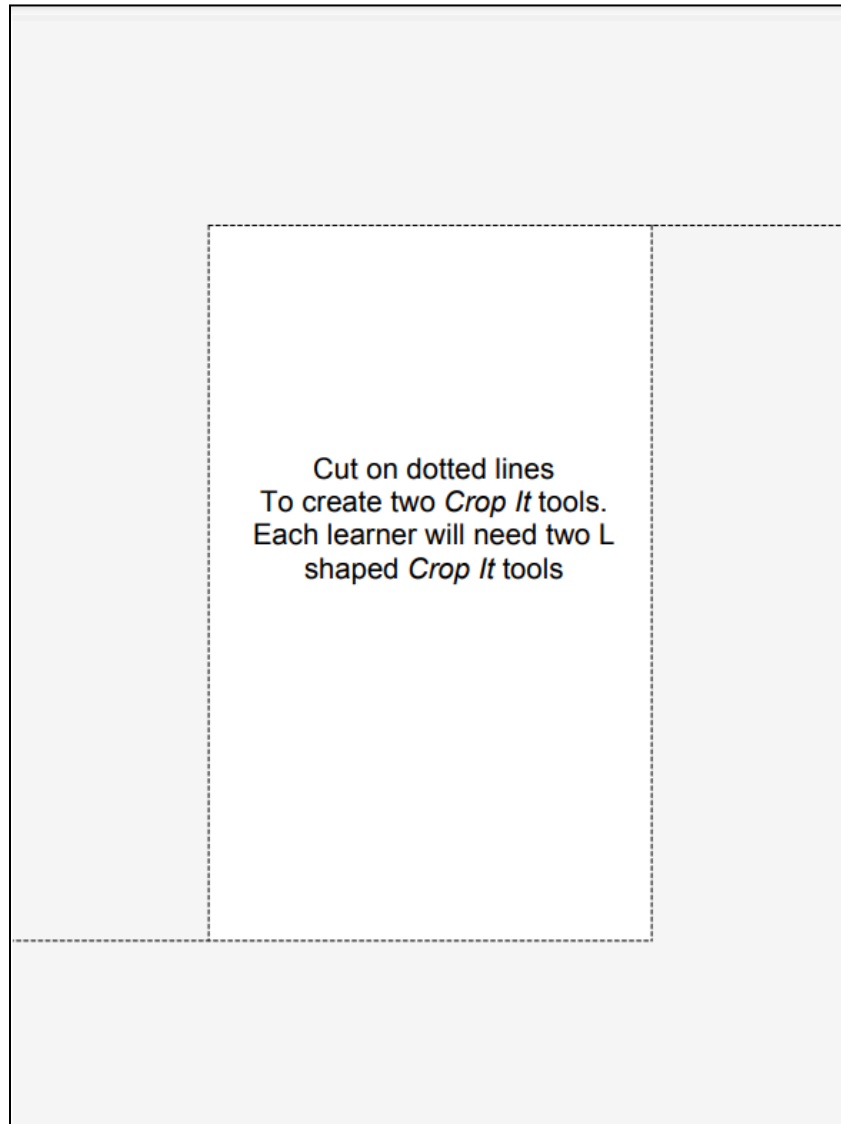 Cut on dotted lines
To create two Crop It tools.
Each learner will need two L
shaped Crop It tools